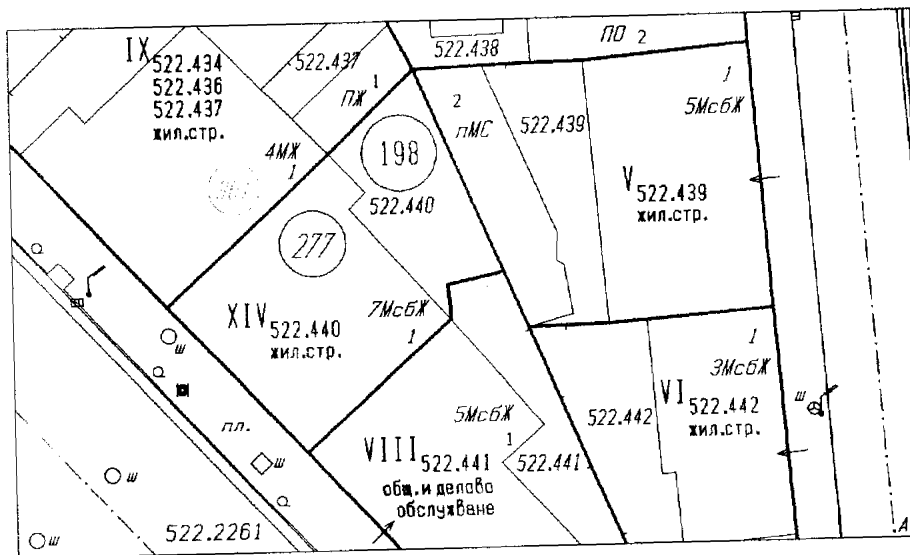 IX 522.434
522.436
522.437
жил.стр.
522.437
ПЖ 1
522.438
ПО 2
1
5МсбЖ
2
пМС
522.439
V 522.439
жил.стр.
4МЖ
1
198
522.440
277
XIV 522.440
жил.стр.
7МсбЖ
1
1
3МсбЖ
VI 522.442
жил.стр.
522.442
5МсбЖ
1
VIII 522.441
общ.и делово
обслужване
522.441
пл.
ш
ш
ш
ш
ш
522.2261
А